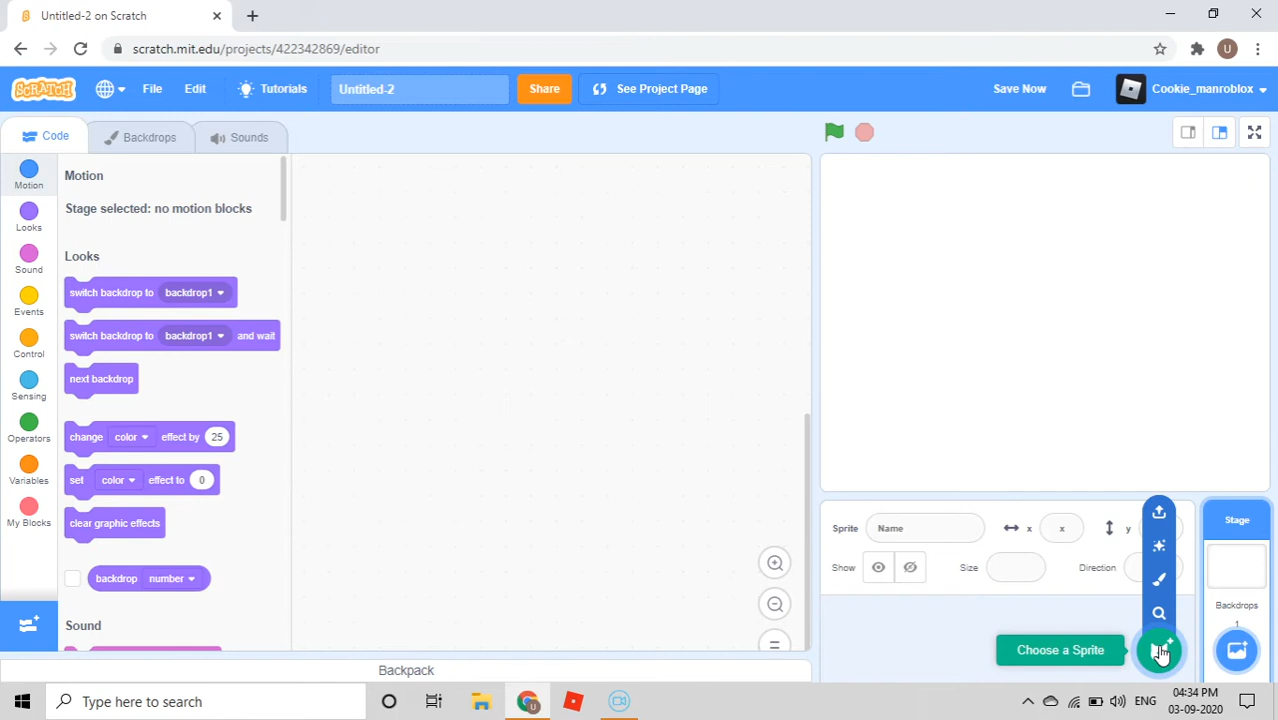 Untitled-2 on Scratch
scratch.mit.edu/projects/422342869/editor
U
SCRATCH
File
Edit
Tutorials
Untitled-2
Share
See Project Page
Save Now
Cookie_manroblox
Code
Backdrops
Sounds
Motion
Looks
Sound
Events
Control
Sensing
Operators
Variables
My Blocks
Motion
Stage selected: no motion blocks
Looks
switch backdrop to backdrop1
switch backdrop to backdrop1 and wait
next backdrop
change color effect by 25
set color effect to 0
clear graphic effects
backdrop number
Sound
Sprite Name x x y
Show Size Direction
Choose a Sprite
Stage
Backdrops
1
Backpack
Type here to search
U
ENG
04:34 PM
03-09-2020